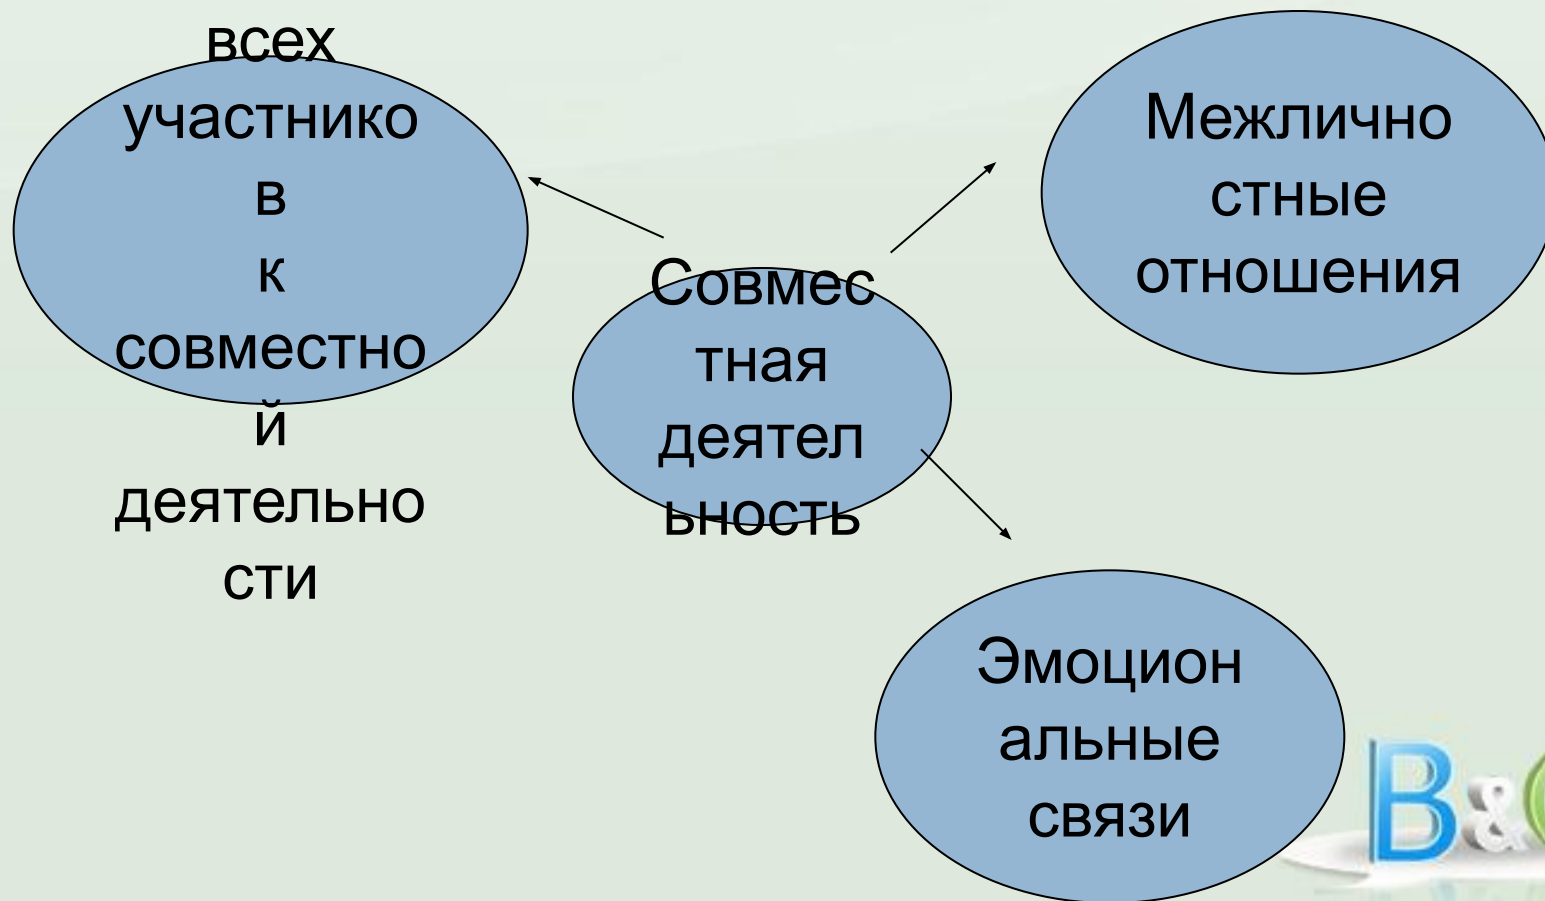 всех
участнико
в
к
совместно
й
деятельно
сти
Межлично
стные
отношения
Совмес
тная
деятел
ьность
Эмоцион
альные
связи
B&